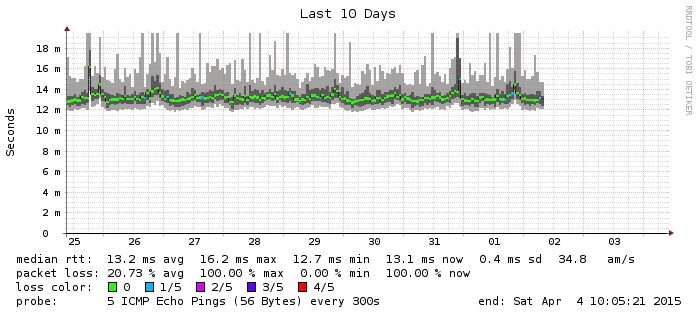 Last 10 Days
RRDTOOL / TOBI OETIKER
Seconds
18 m
16 m
14 m
12 m
10 m
8 m
6 m
4 m
2 m
0
25 26 27 28 29 30 31 01 02 03
median rtt: 13.2 ms avg 16.2 ms max 12.7 ms min 13.1 ms now 0.4 ms sd 34.8 am/s
packet loss: 20.73 % avg 100.00 % max 0.00 % min 100.00 % now
loss color: 0 1/5 2/5 3/5 4/5
probe: 5 ICMP Echo Pings (56 Bytes) every 300s end: Sat Apr 4 10:05:21 2015